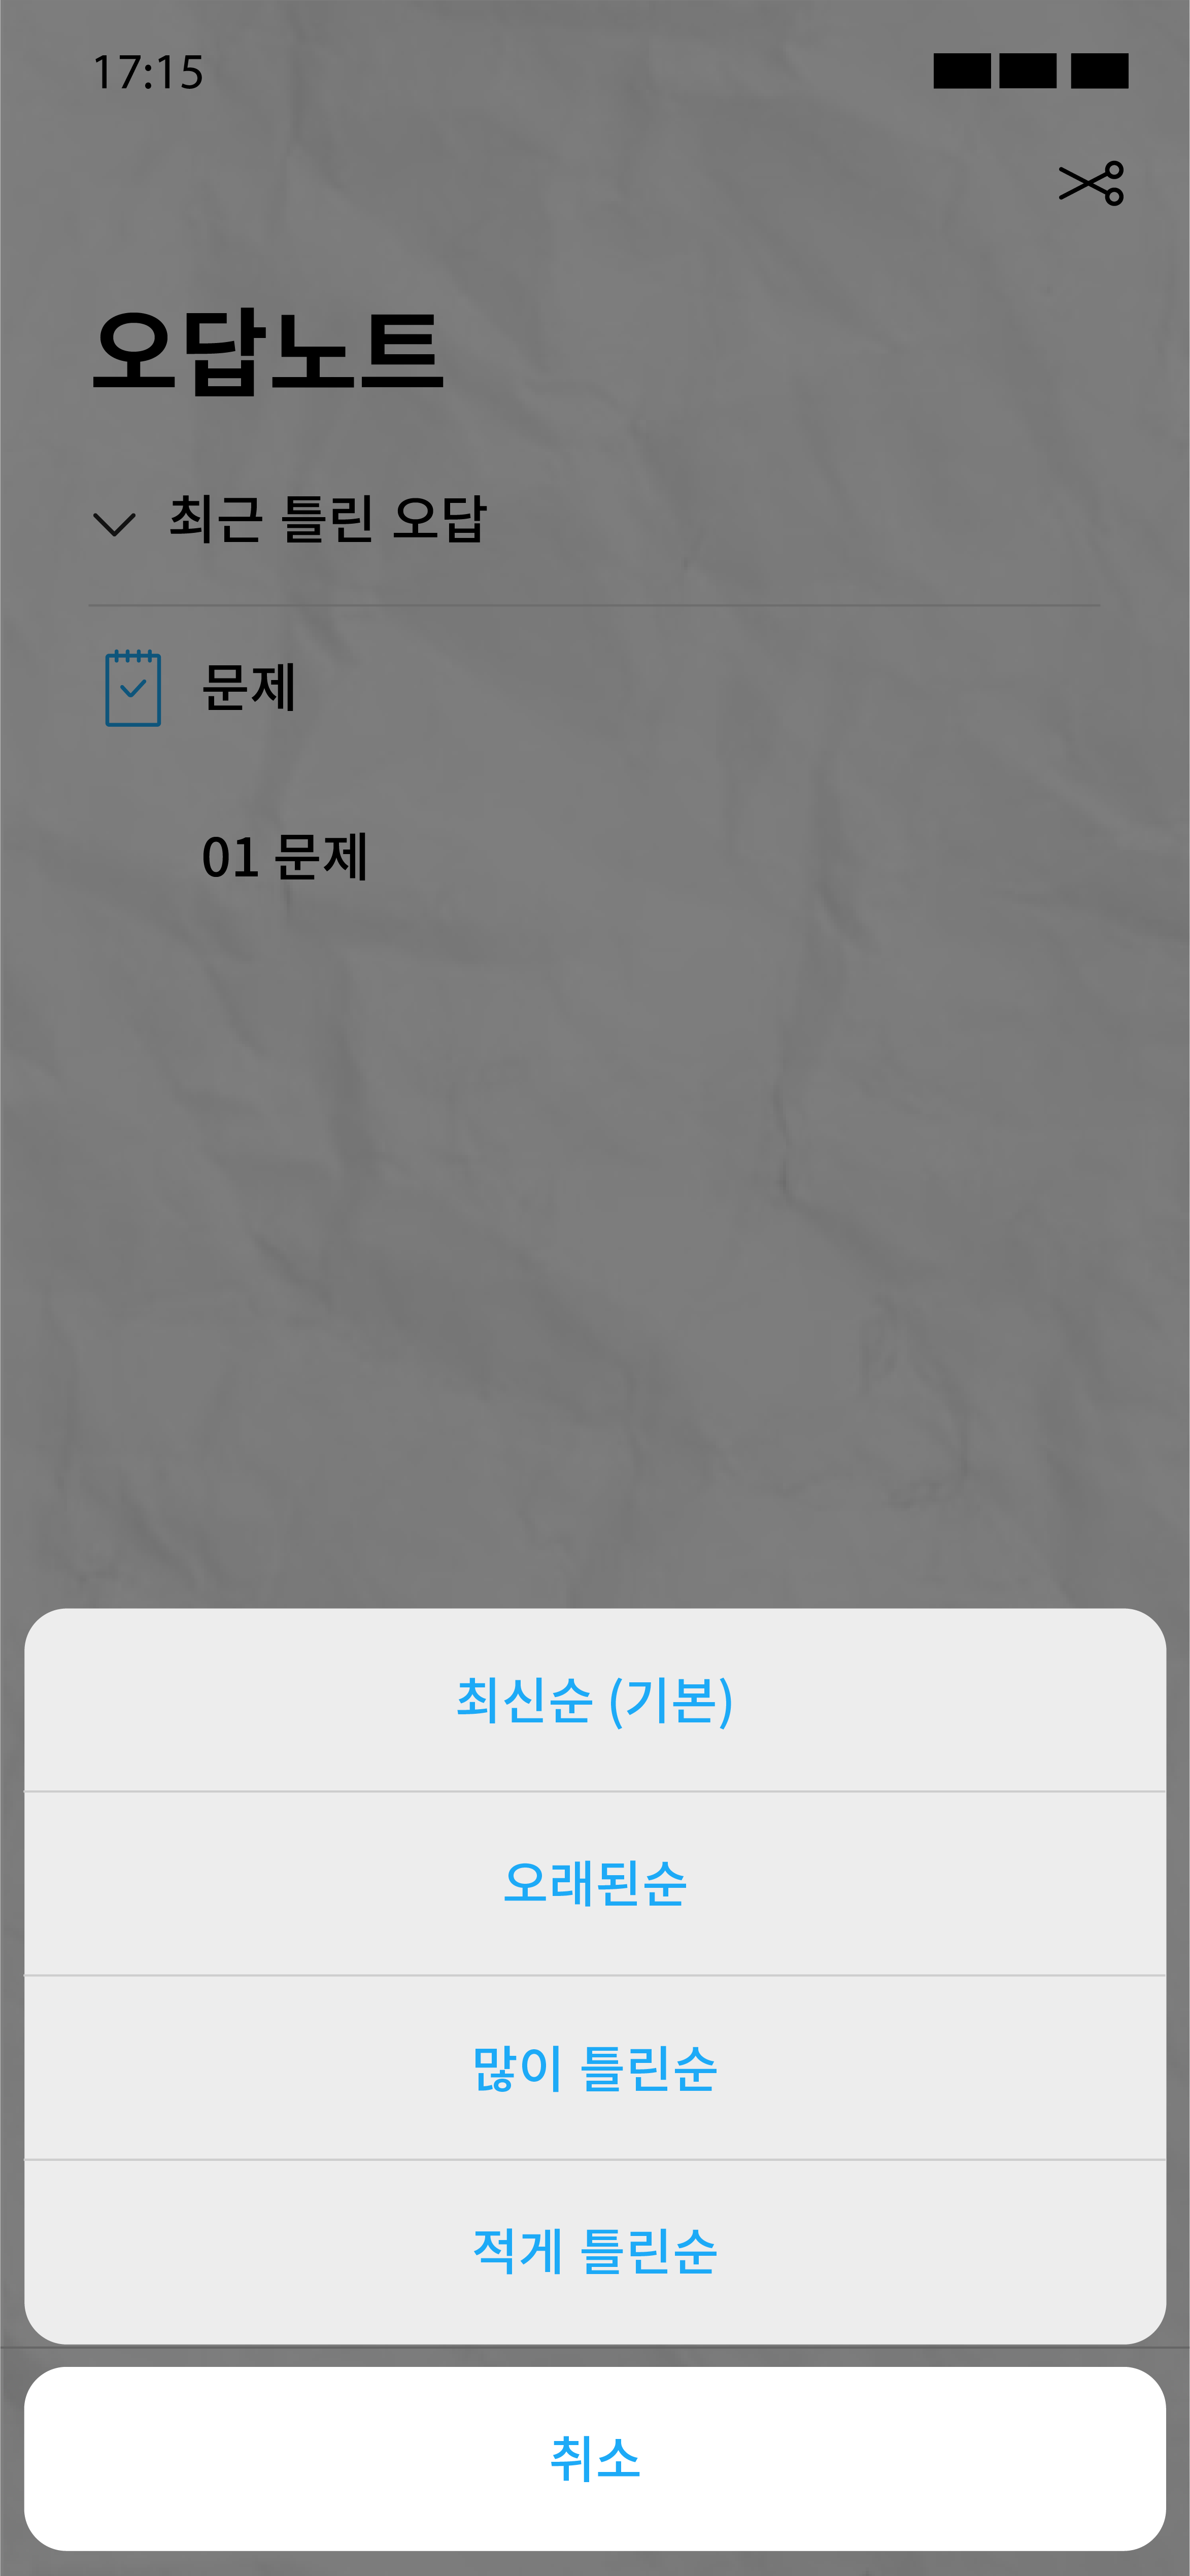 17:15
오답노트
최근 틀린 오답
문제
01 문제
최신순 (기본)
오래된순
많이 틀린순
적게 틀린순
취소